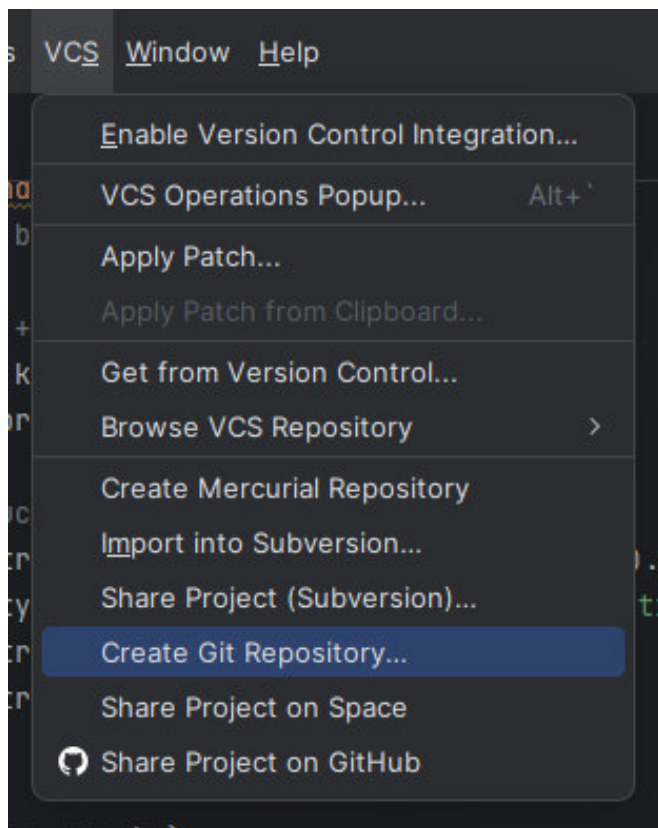 VCS Window Help
Enable Version Control Integration...
VCS Operations Popup... Alt+`
Apply Patch...
Apply Patch from Clipboard...
Get from Version Control...
Browse VCS Repository
Create Mercurial Repository
Import into Subversion...
Share Project (Subversion)...
Create Git Repository...
Share Project on Space
Share Project on GitHub